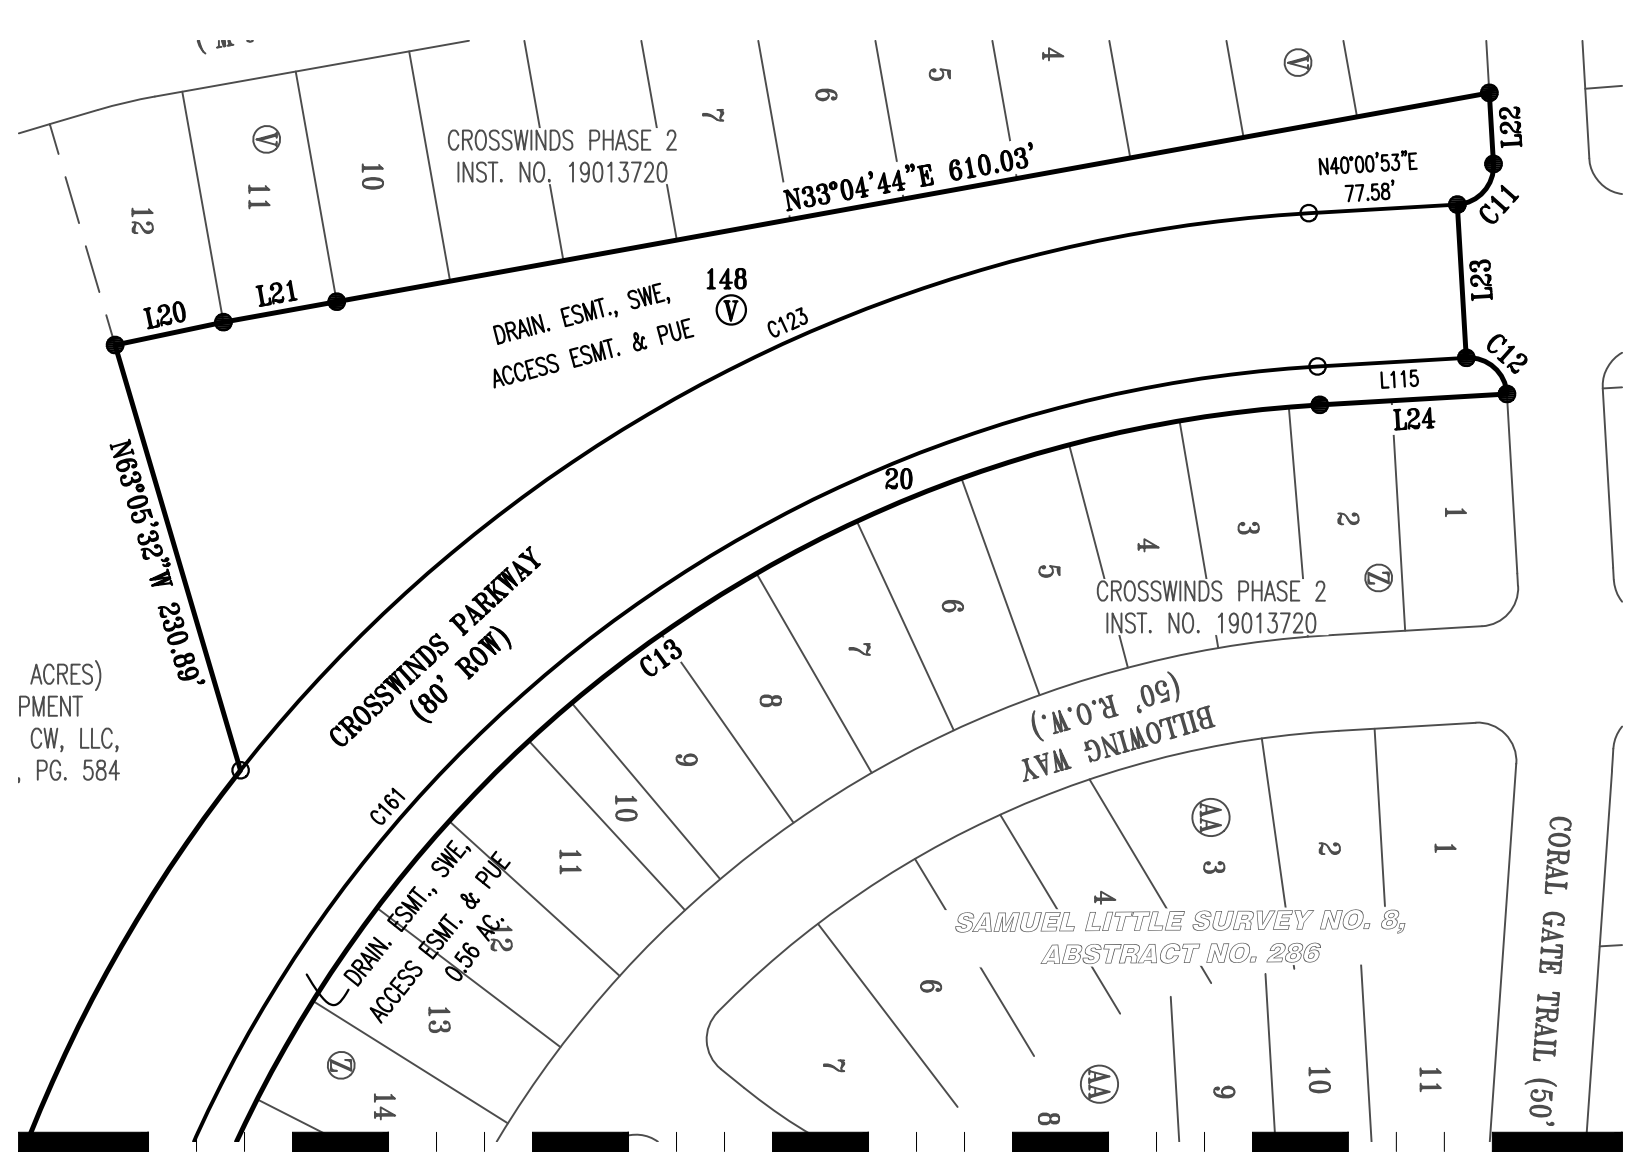 4
5
6
7
V
CROSSWINDS PHASE 2
INST. NO. 19013720
V
10
11
12
L22
N33°04'44"E 610.03'
N40°00'53"E
77.58'
C11
L20
L21
148
V
DRAIN. ESMT., SWE,
ACCESS ESMT. & PUE
C123
L23
C12
L115
L24
N63°05'32"W 230.89'
20
1
2
3
4
5
6
7
8
9
10
11
12
13
14
Z
CROSSWINDS PHASE 2
INST. NO. 19013720
CROSSWINDS PARKWAY
(80' ROW)
C13
ACRES)
PMENT
CW, LLC,
, PG. 584
C161
DRAIN. ESMT., SWE,
ACCESS ESMT. & PUE
0.56 AC.
Z
BILLOWING WAY
(50' R.O.W.)
AA
1
2
3
4
6
7
8
9
10
11
AA
SAMUEL LITTLE SURVEY NO. 8,
ABSTRACT NO. 286
CORAL GATE TRAIL (50'